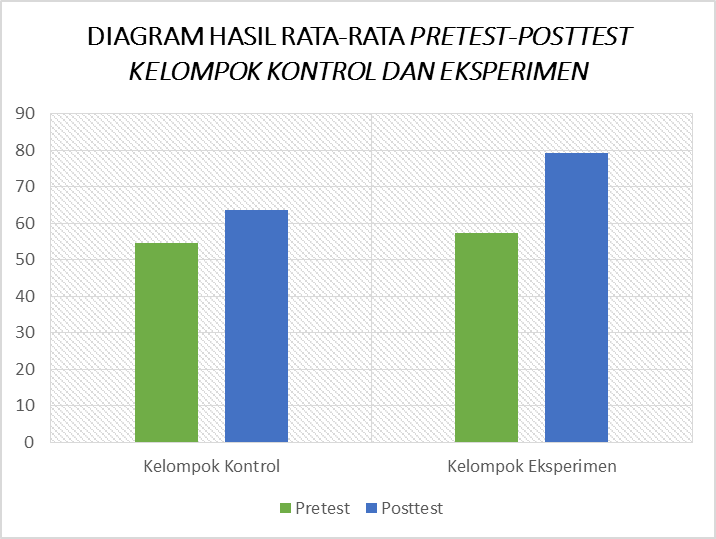 DIAGRAM HASIL RATA-RATA PRETEST-POSTTEST
KELOMPOK KONTROL DAN EKSPERIMEN
90
80
70
60
50
40
30
20
10
0
Kelompok Kontrol
Kelompok Eksperimen
Pretest
Posttest